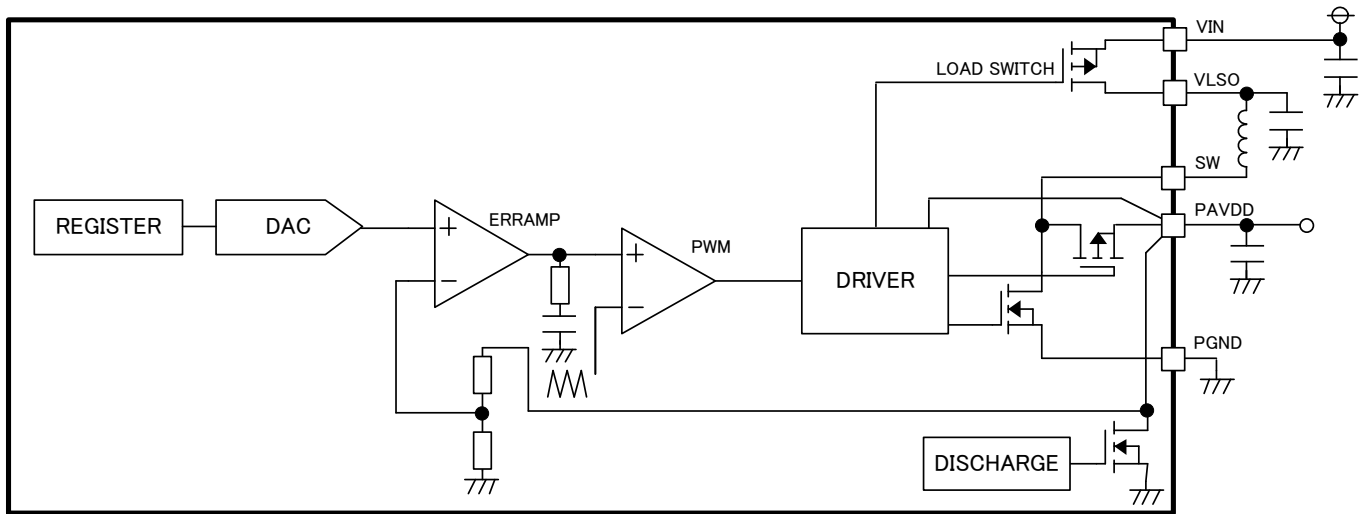 VIN
LOAD SWITCH
VLSO
SW
REGISTER
DAC
ERRAMP
PAVDD
PWM
DRIVER
PGND
DISCHARGE
+
−
+
−